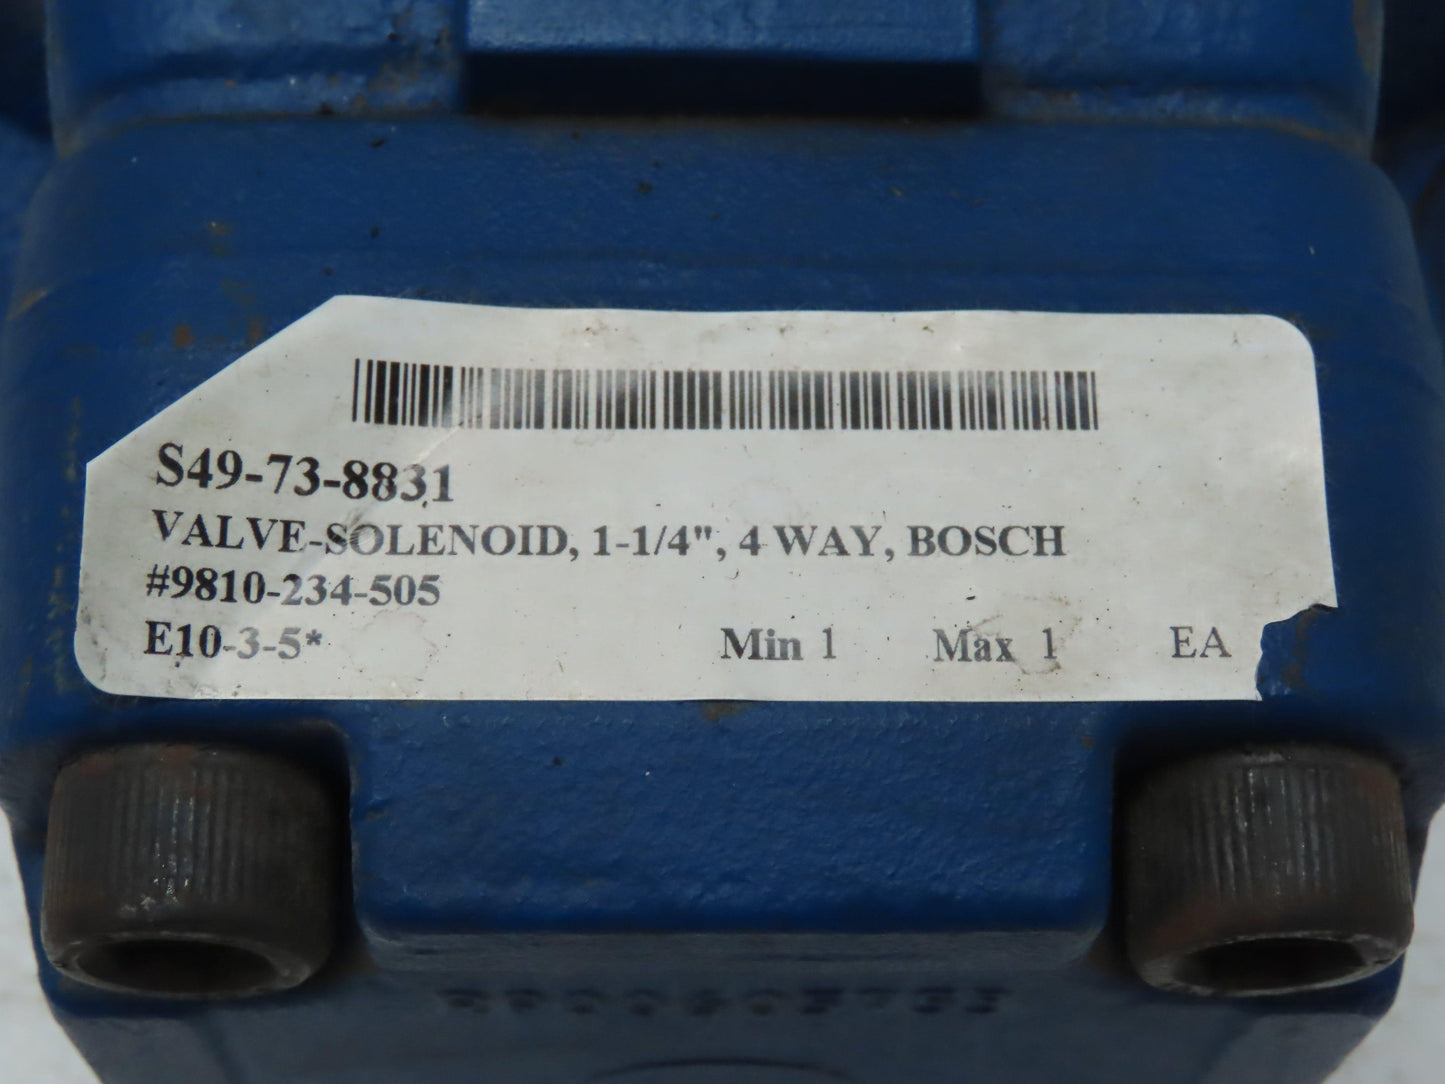 S49-73-8831
VALVE-SOLENOID, 1-1/4", 4 WAY, BOSCH
#9810-234-505
E10-3-5* Min 1 Max 1 EA